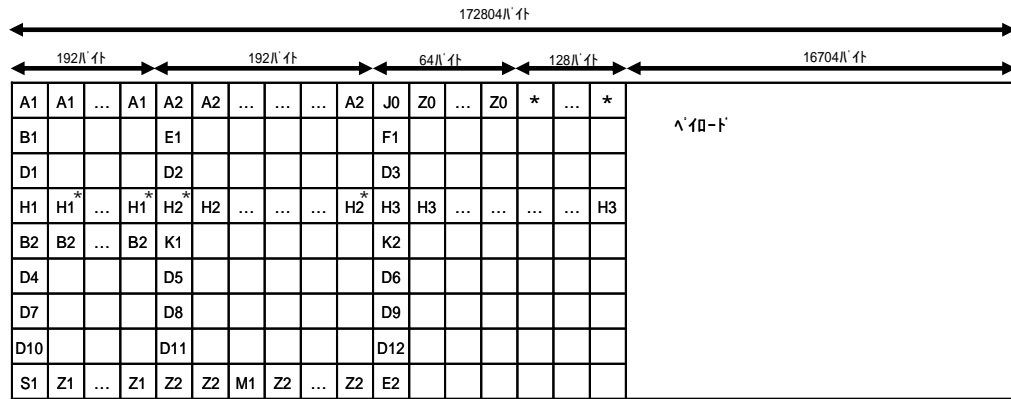 172804ﾊﾞｲﾄ
192ﾊﾞｲﾄ 192ﾊﾞｲﾄ 64ﾊﾞｲﾄ 128ﾊﾞｲﾄ 16704ﾊﾞｲﾄ
A1 A1 … A1 A2 A2 … … … A2 J0 Z0 … Z0 * … *
ﾍﾟｲﾛｰﾄﾞ
B1 E1 F1
D1 D2 D3
H1 H1* … H1* H2* H2 … … … H2* H3 H3 … … … … H3
B2 B2 … B2 K1 K2
D4 D5 D6
D7 D8 D9
D10 D11 D12
S1 Z1 … Z1 Z2 Z2 M1 Z2 … Z2 E2